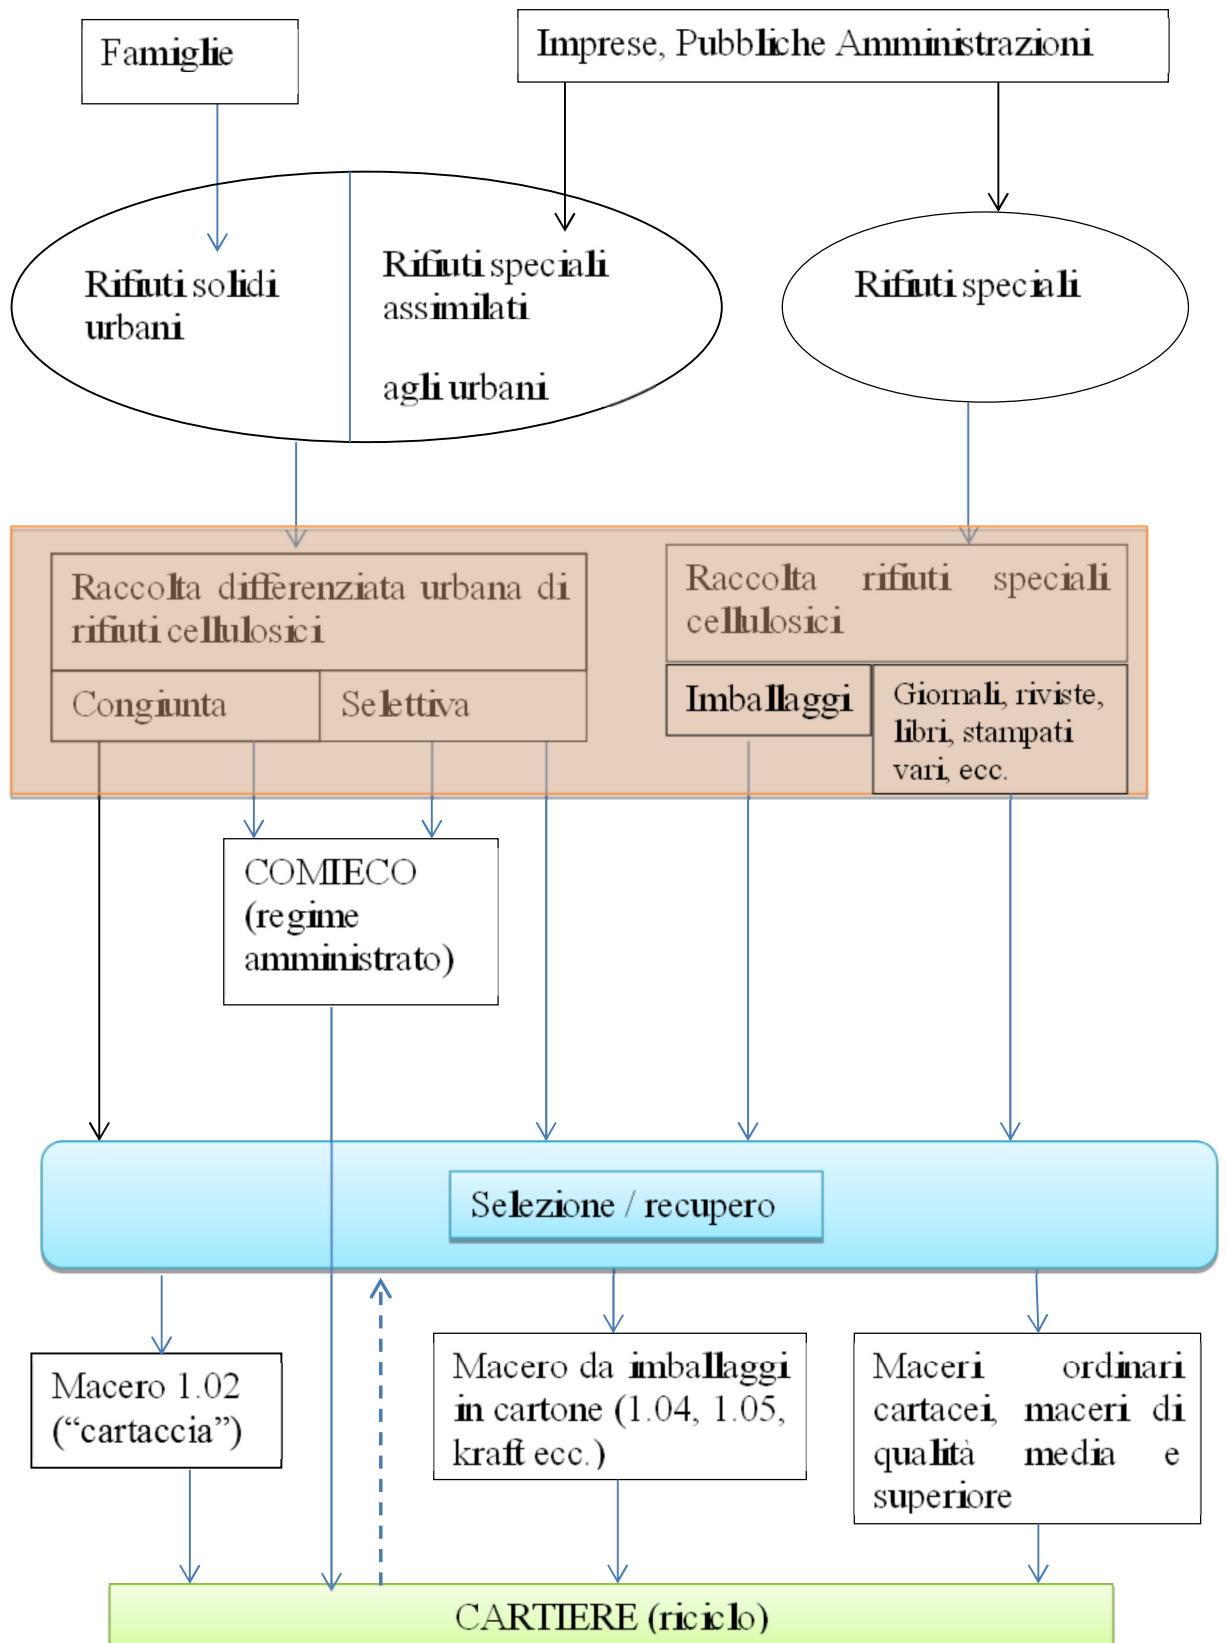 Famiglie
Imprese, Pubbliche Amministrazioni
Rifiuti solidi
urbani
Rifiuti speciali
assimilati
agli urbani
Rifiuti speciali
Raccolta differenziata urbana di
rifiuti cellulosici
Congiunta
Selettiva
Raccolta rifiuti speciali
cellulosici
Imballaggi
Giornali, riviste,
libri, stampati
vari, ecc.
COMIECO
(regime
amministrato)
Selezione / recupero
Macero 1.02
(“cartaccia”)
Macero da imballaggi
in cartone (1.04, 1.05,
kraft ecc.)
Maceri ordinari
cartacei, maceri di
qualità media e
superiore
CARTIERE (riciclo)